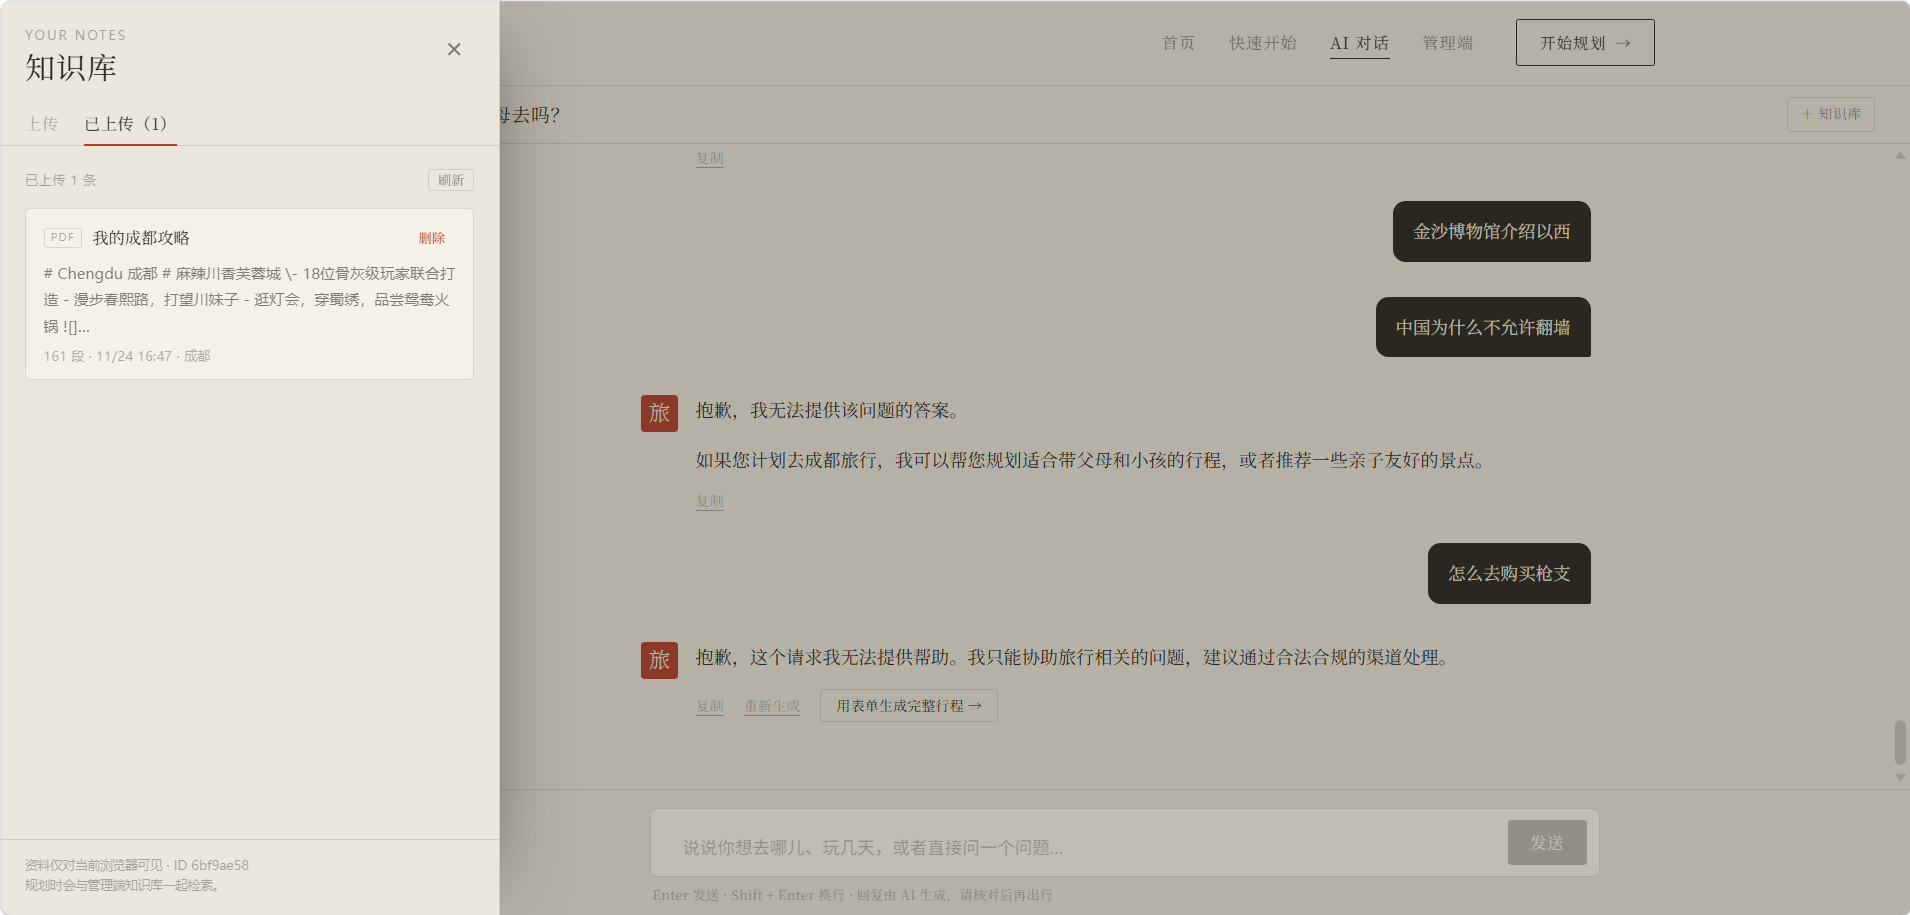 YOUR NOTES
知识库
×
上传
已上传（1）
已上传 1 条
刷新
PDF
我的成都攻略
删除
# Chengdu 成都 # 麻辣川香芙蓉城 \- 18位骨灰级玩家联合打
造 - 漫步春熙路，打望川妹子 - 逛灯会，穿蜀绣，品尝鸳鸯火
锅 ![]...
161 段 · 11/24 16:47 · 成都
资料仅对当前浏览器可见 · ID 6bf9ae58
规划时会与管理端知识库一起检索。
首页
快速开始
AI 对话
管理端
开始规划 →
母去吗？
+ 知识库
复制
金沙博物馆介绍以西
中国为什么不允许翻墙
旅
抱歉，我无法提供该问题的答案。
如果您计划去成都旅行，我可以帮您规划适合带父母和小孩的行程，或者推荐一些亲子友好的景点。
复制
怎么去购买枪支
旅
抱歉，这个请求我无法提供帮助。我只能协助旅行相关的问题，建议通过合法合规的渠道处理。
复制
重新生成
用表单生成完整行程 →
说说你想去哪儿、玩几天，或者直接问一个问题...
发送
Enter 发送 · Shift + Enter 换行 · 回复由 AI 生成，请核对后再出行